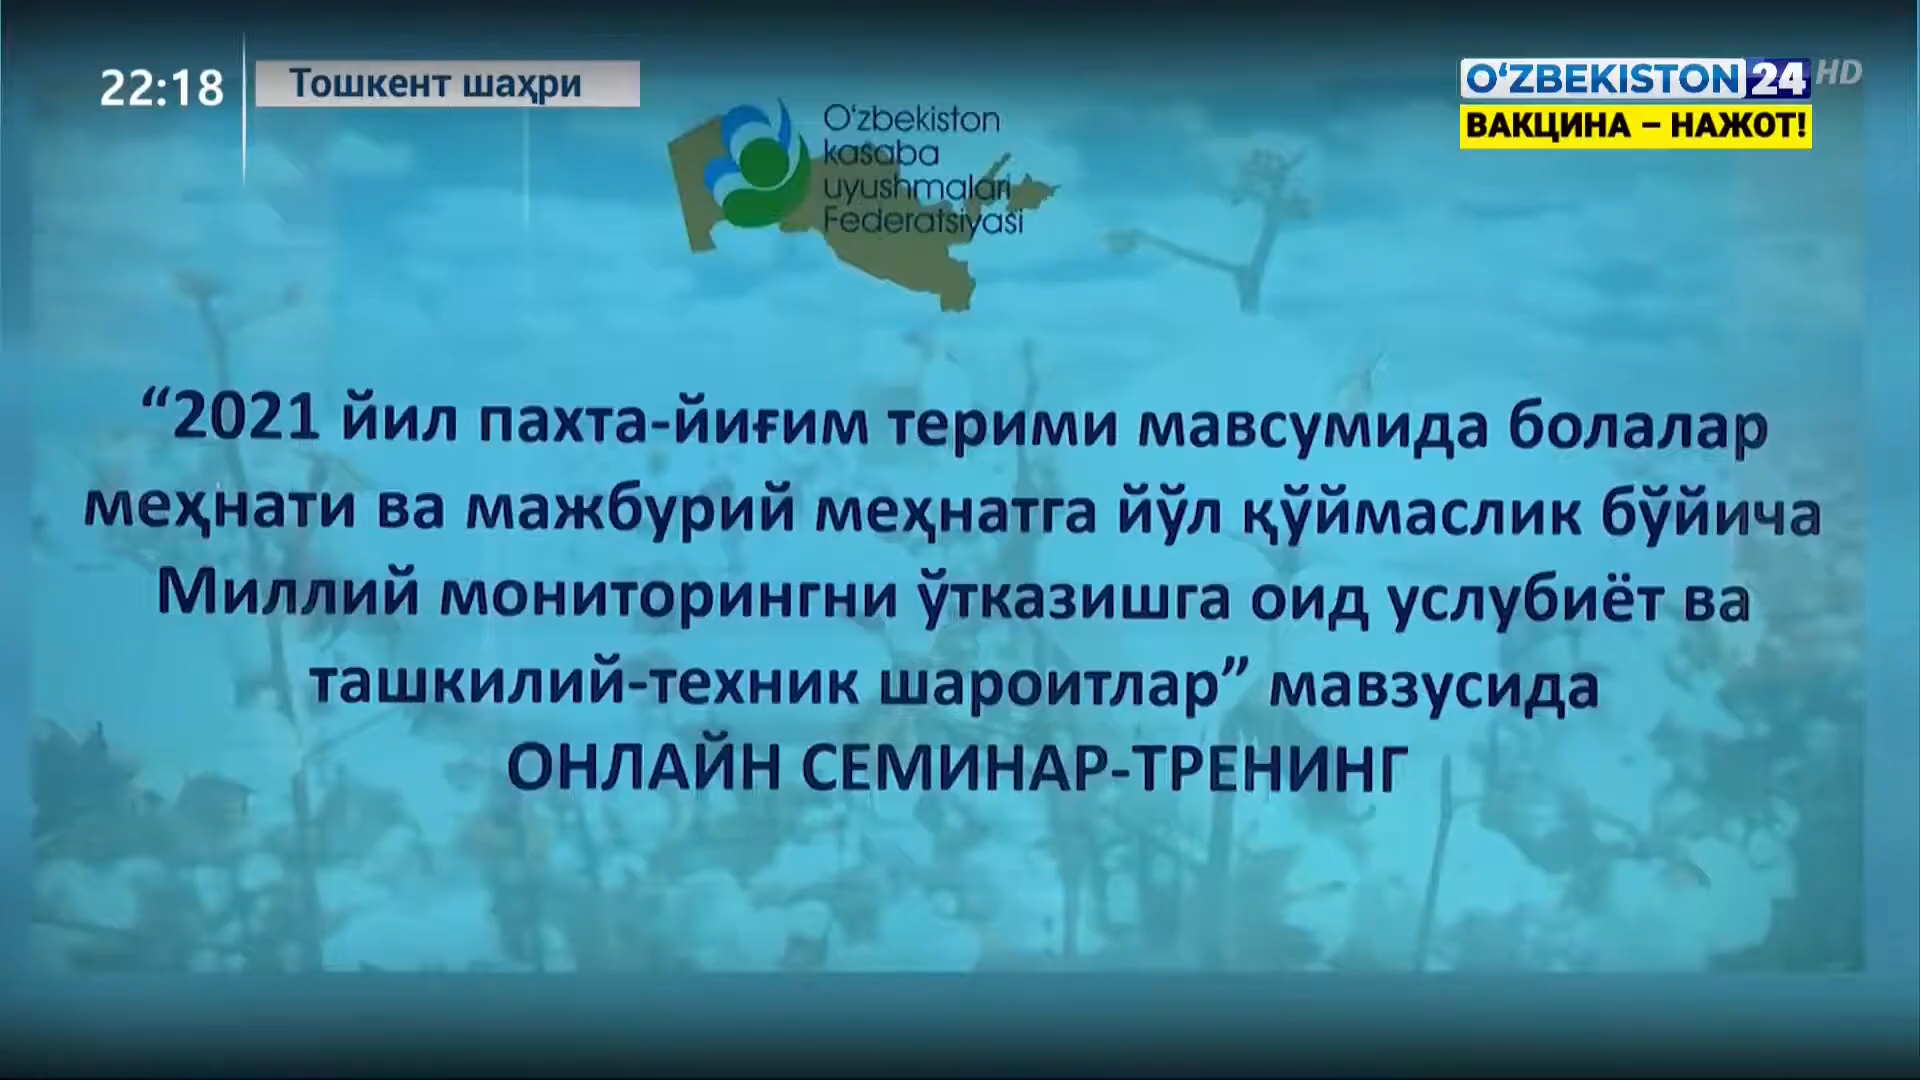 22:18
Тошкент шаҳри
O‘ZBEKISTON 24 HD
ВАКЦИНА – НАЖОТ!
O‘zbekiston
kasaba
uyushmalari
Federatsiyasi
“2021 йил пахта-йиғим терими мавсумида болалар
меҳнати ва мажбурий меҳнатга йўл қўймаслик бўйича
Миллий мониторингни ўтказишга оид услубиёт ва
ташкилий-техник шароитлар” мавзусида
ОНЛАЙН СЕМИНАР-ТРЕНИНГ